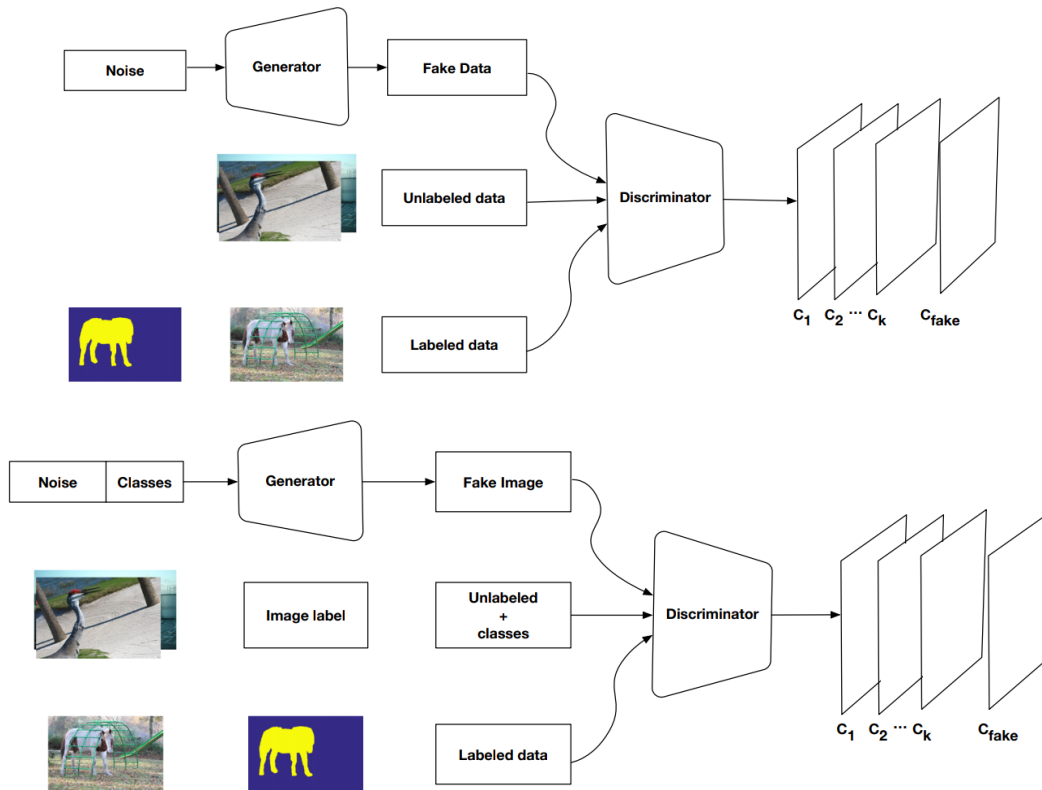 Noise
Generator
Fake Data
Unlabeled data
Discriminator
Labeled data
C1 C2 ... Ck Cfake
Noise Classes
Generator
Fake Image
Image label
Unlabeled
+
classes
Discriminator
Labeled data
C1 C2 ... Ck Cfake